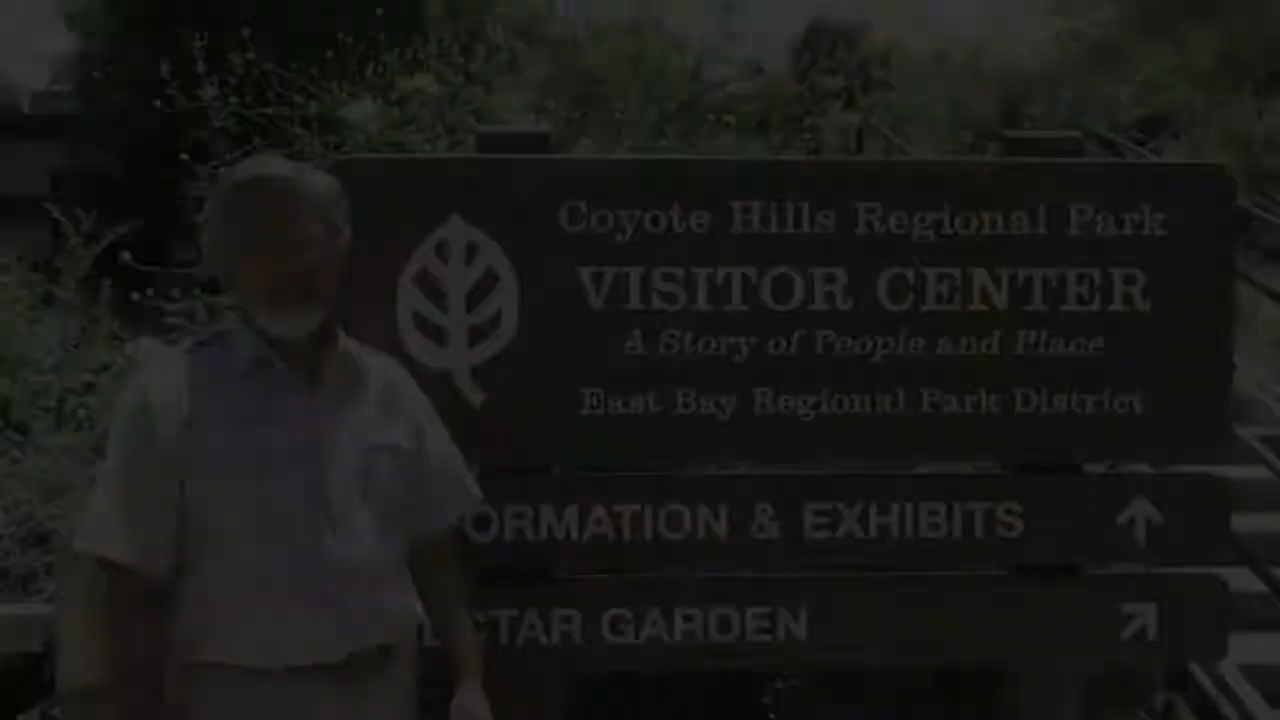 Coyote Hills Regional Park
VISITOR CENTER
A Story of People and Place
East Bay Regional Park District
ORMATION & EXHIBITS
CTAR GARDEN